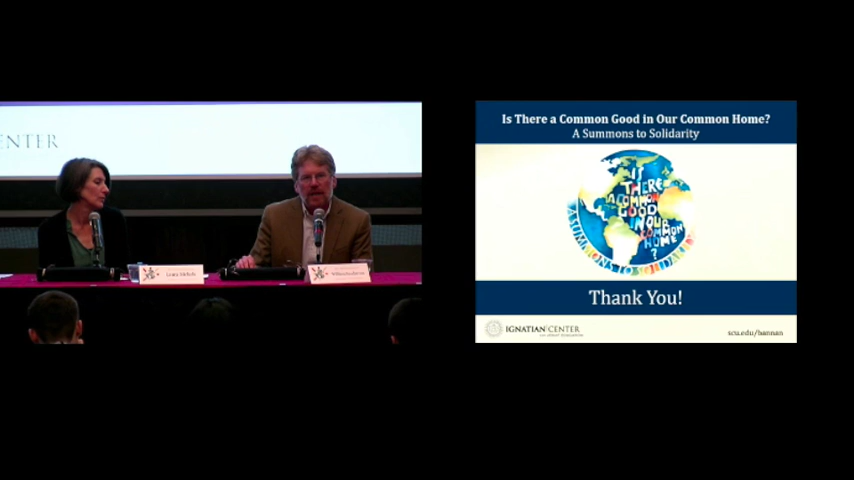 ENTER
Is There a Common Good in Our Common Home?
A Summons to Solidarity
IS
THERE
A COMMON
GOOD
IN OUR
COMMON
HOME
?
A SUMMONS TO SOLIDARITY
Thank You!
IGNATIAN CENTER
scu.edu/bannan